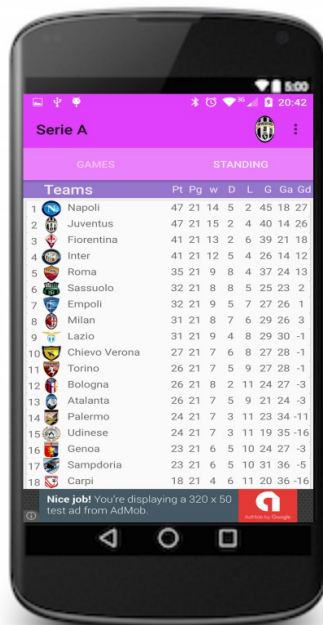 5:00
3G 20:42
Serie A
GAMES STANDING
Teams Pt Pg w D L G Ga Gd
1 Napoli 47 21 14 5 2 45 18 27
2 Juventus 47 21 15 2 4 40 14 26
3 Fiorentina 41 21 13 2 6 39 21 18
4 Inter 41 21 12 5 4 26 14 12
5 Roma 35 21 9 8 4 37 24 13
6 Sassuolo 32 21 8 8 5 25 23 2
7 Empoli 32 21 9 5 7 27 26 1
8 Milan 31 21 8 7 6 29 26 3
9 Lazio 31 21 9 4 8 29 30 -1
10 Chievo Verona 27 21 7 6 8 27 28 -1
11 Torino 26 21 7 5 9 27 28 -1
12 Bologna 26 21 8 2 11 24 27 -3
13 Atalanta 26 21 7 5 9 21 24 -3
14 Palermo 24 21 7 3 11 23 34 -11
15 Udinese 24 21 7 3 11 19 35 -16
16 Genoa 23 21 6 5 10 24 27 -3
17 Sampdoria 23 21 6 5 10 31 36 -5
18 Carpi 18 21 4 6 11 20 36 -16
Nice job! You're displaying a 320 x 50
test ad from AdMob.
AdMob by Google